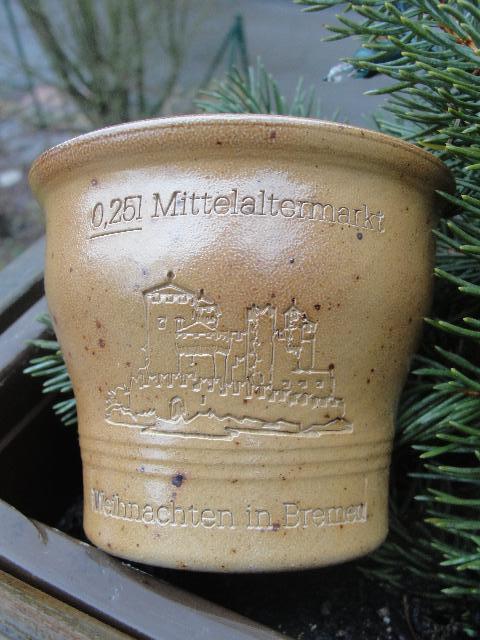 0,25l Mittelaltermarkt
Weihnachten in Bremen